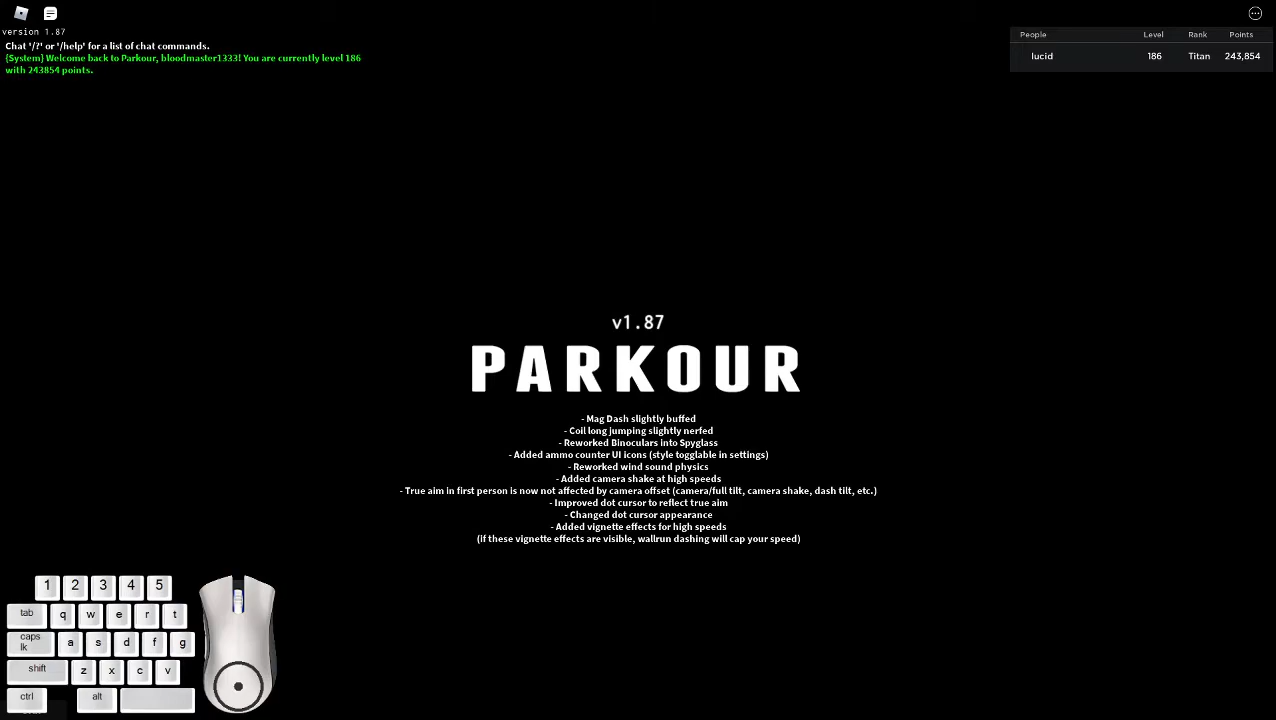 version 1.87
Chat '/?' or '/help' for a list of chat commands.
{System} Welcome back to Parkour, bloodmaster1333! You are currently level 186
with 243854 points.
People Level Rank Points
lucid 186 Titan 243,854
v1.87
PARKOUR
- Mag Dash slightly buffed
- Coil long jumping slightly nerfed
- Reworked Binoculars into Spyglass
- Added ammo counter UI icons (style togglable in settings)
- Reworked wind sound physics
- Added camera shake at high speeds
- True aim in first person is now not affected by camera offset (camera/full tilt, camera shake, dash tilt, etc.)
- Improved dot cursor to reflect true aim
- Changed dot cursor appearance
- Added vignette effects for high speeds
(if these vignette effects are visible, wallrun dashing will cap your speed)
1 2 3 4 5
tab q w e r t
caps lk a s d f g
shift z x c v
ctrl alt